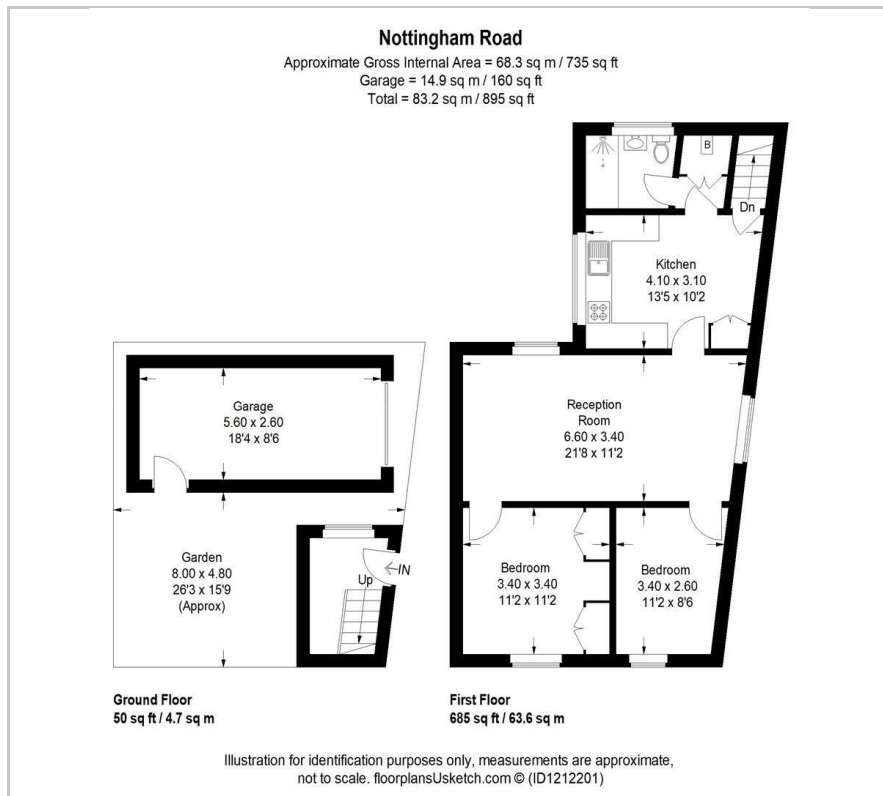 Nottingham Road
Approximate Gross Internal Area = 68.3 sq m / 735 sq ft
Garage = 14.9 sq m / 160 sq ft
Total = 83.2 sq m / 895 sq ft
B
Dn
Kitchen
4.10 x 3.10
13'5 x 10'2
Reception
Room
6.60 x 3.40
21'8 x 11'2
Garage
5.60 x 2.60
18'4 x 8'6
Garden
8.00 x 4.80
26'3 x 15'9
(Approx)
Up
IN
Bedroom
3.40 x 3.40
11'2 x 11'2
Bedroom
3.40 x 2.60
11'2 x 8'6
Ground Floor
50 sq ft / 4.7 sq m
First Floor
685 sq ft / 63.6 sq m
Illustration for identification purposes only, measurements are approximate,
not to scale. floorplansUsketch.com © (ID1212201)